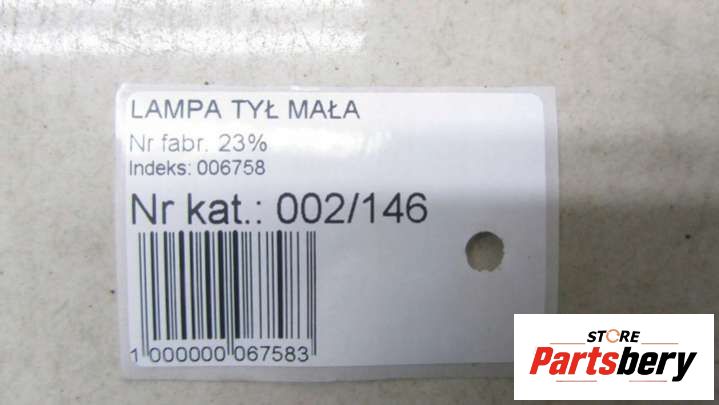 LAMPA TYŁ MAŁA
Nr fabr. 23%
Indeks: 006758
Nr kat.: 002/146
1 000000 067583
STORE
Partsbery